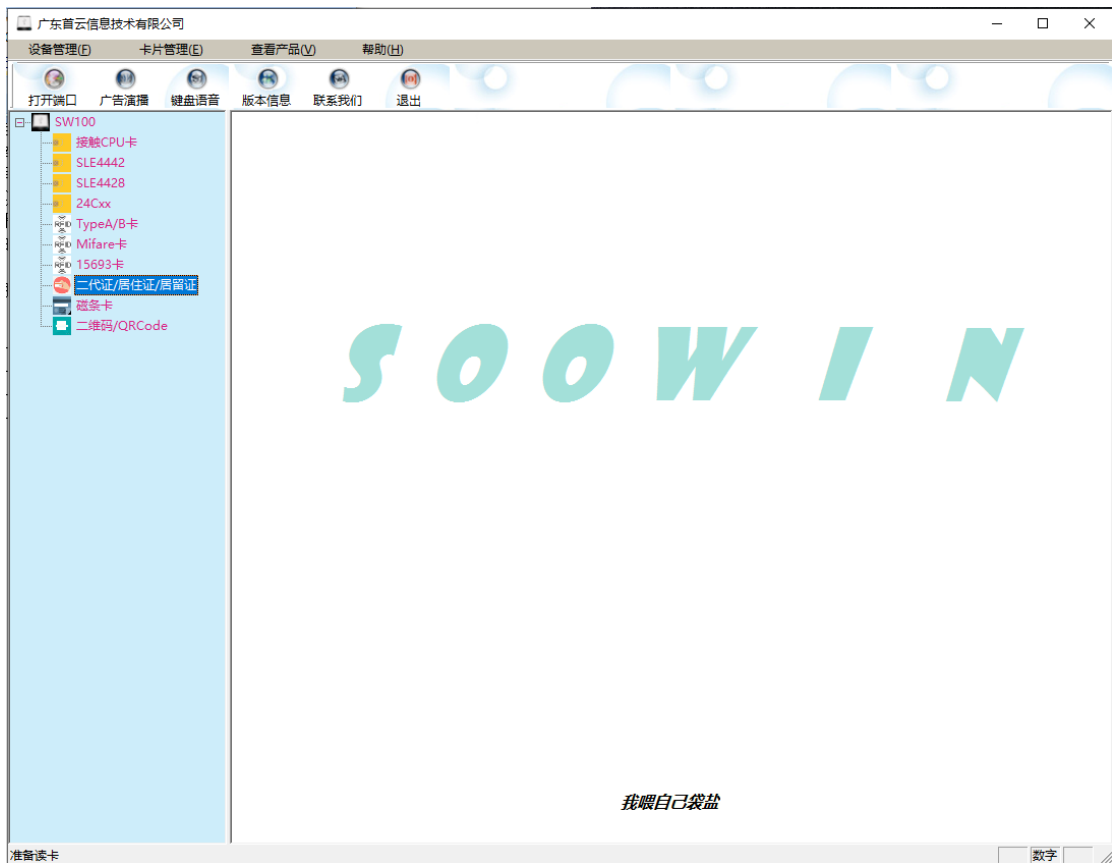 广东首云信息技术有限公司
设备管理(F) 卡片管理(E) 查看产品(V) 帮助(H)
打开端口 广告演播 键盘语音 版本信息 联系我们 退出
SW100
接触CPU卡
SLE4442
SLE4428
24Cxx
RFID TypeA/B卡
RFID Mifare卡
RFID 15693卡
二代证/居住证/居留证
磁条卡
二维码/QRCode
SOOWIN
我喂自己袋盐
准备读卡 数字